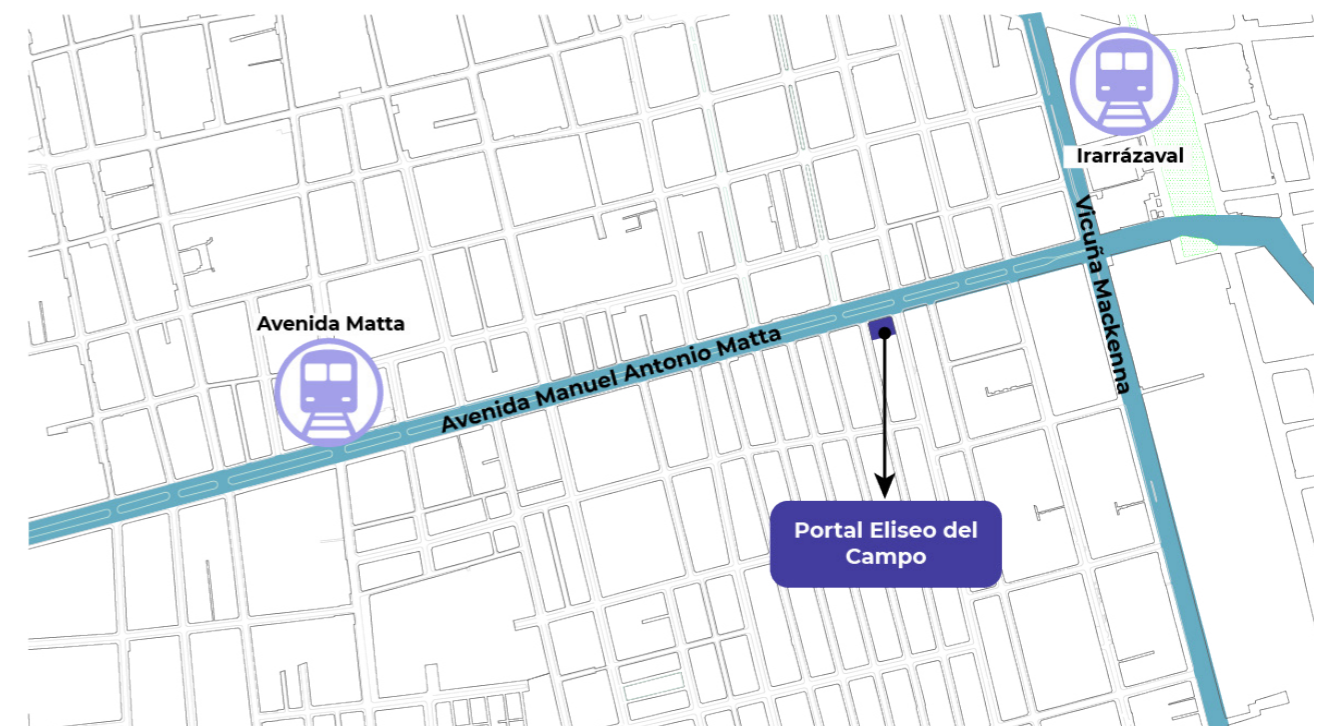 Irarrázaval
Vicuña Mackenna
Avenida Matta
Avenida Manuel Antonio Matta
Portal Eliseo del
Campo